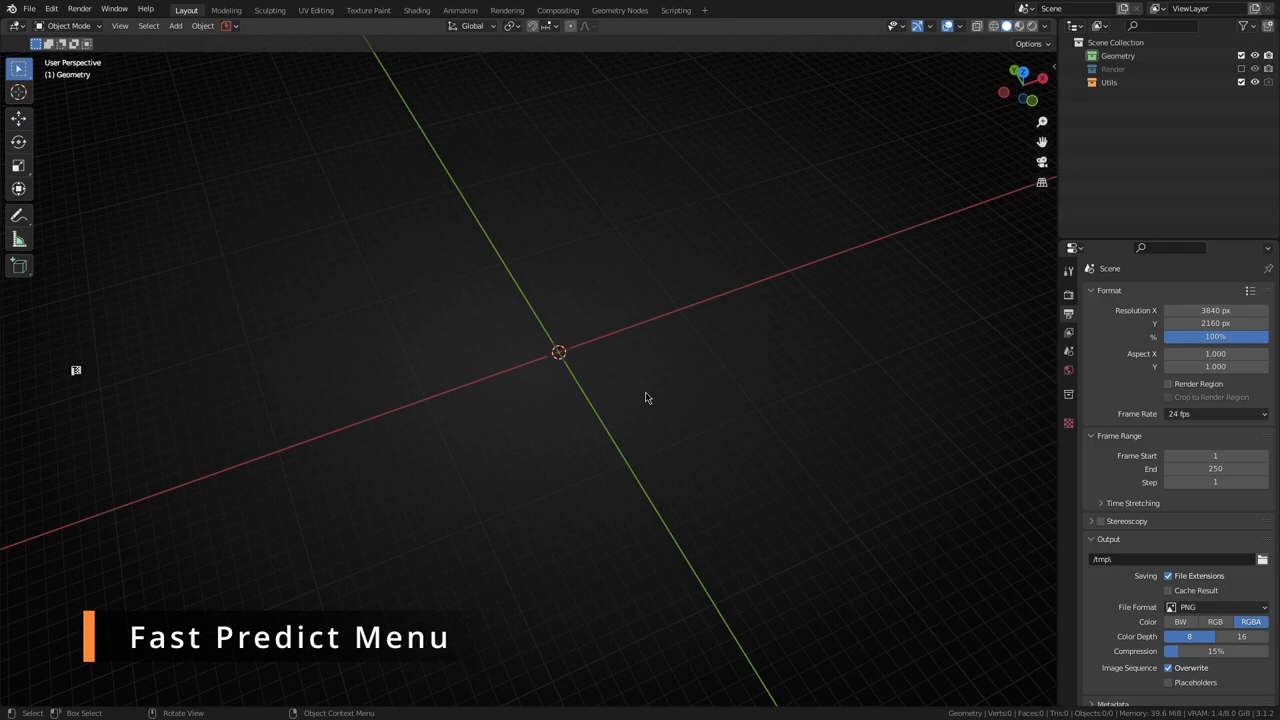 File Edit Render Window Help Layout Modeling Sculpting UV Editing Texture Paint Shading Animation Rendering Compositing Geometry Nodes Scripting + Scene ViewLayer
Object Mode View Select Add Object Global
Options
User Perspective
(1) Geometry
Y
Z
X
Scene Collection
Geometry
Render
Utils
Scene
Format
Resolution X 3840 px
Y 2160 px
% 100%
Aspect X 1.000
Y 1.000
Render Region
Crop to Render Region
Frame Rate 24 fps
Frame Range
Frame Start 1
End 250
Step 1
Time Stretching
Stereoscopy
Output
/tmp\
Saving File Extensions
Cache Result
File Format PNG
Color BW RGB RGBA
Color Depth 8 16
Compression 15%
Image Sequence Overwrite
Placeholders
Metadata
Fast Predict Menu
Select Box Select Rotate View Object Context Menu
Geometry | Verts:0 | Faces:0 | Tris:0 | Objects:0/0 | Memory: 39.6 MiB | VRAM: 1.4/8.0 GiB | 3.1.2